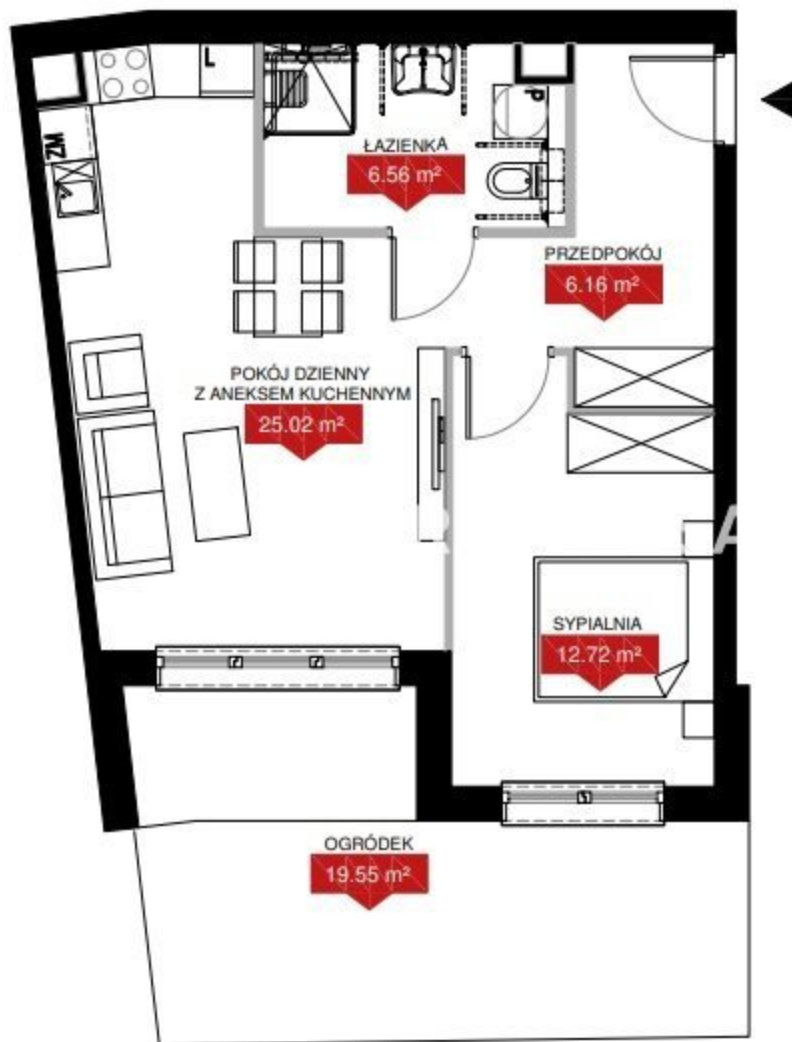 L
ZM
ŁAZIENKA
6.56 m²
PRZEDPOKÓJ
6.16 m²
POKÓJ DZIENNY
Z ANEKSEM KUCHENNYM
25.02 m²
SYPIALNIA
12.72 m²
OGRÓDEK
19.55 m²